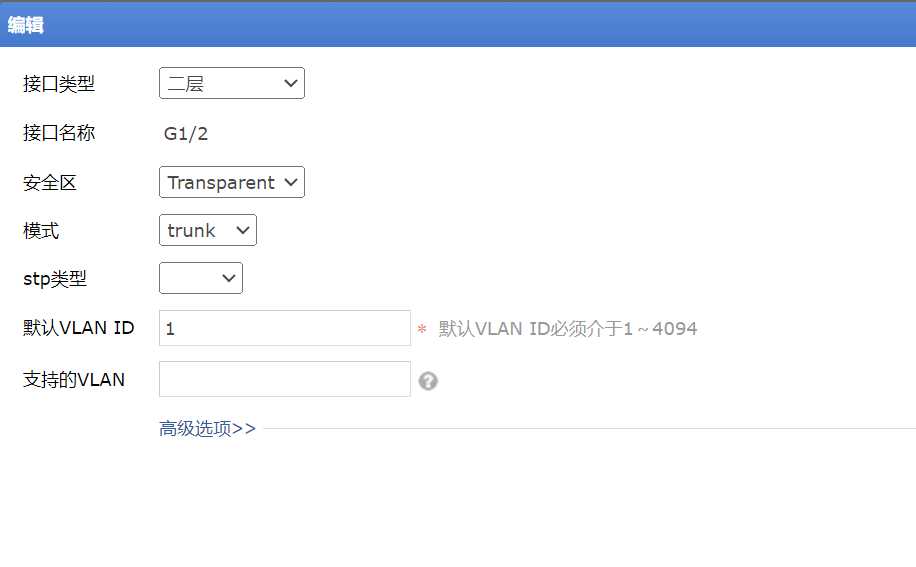 编辑
接口类型 二层
接口名称 G1/2
安全区 Transparent
模式 trunk
stp类型
默认VLAN ID 1 * 默认VLAN ID必须介于1～4094
支持的VLAN ?
高级选项>>